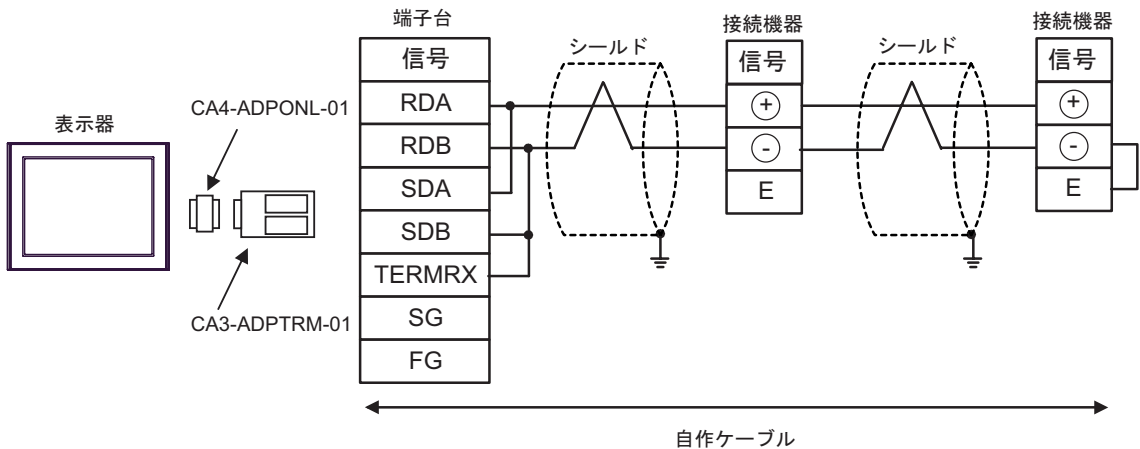 表示器
CA4-ADPONL-01
CA3-ADPTRM-01
端子台
信号
RDA
RDB
SDA
SDB
TERMRX
SG
FG
シールド
接続機器
信号
+
-
E
シールド
接続機器
信号
+
-
E
自作ケーブル